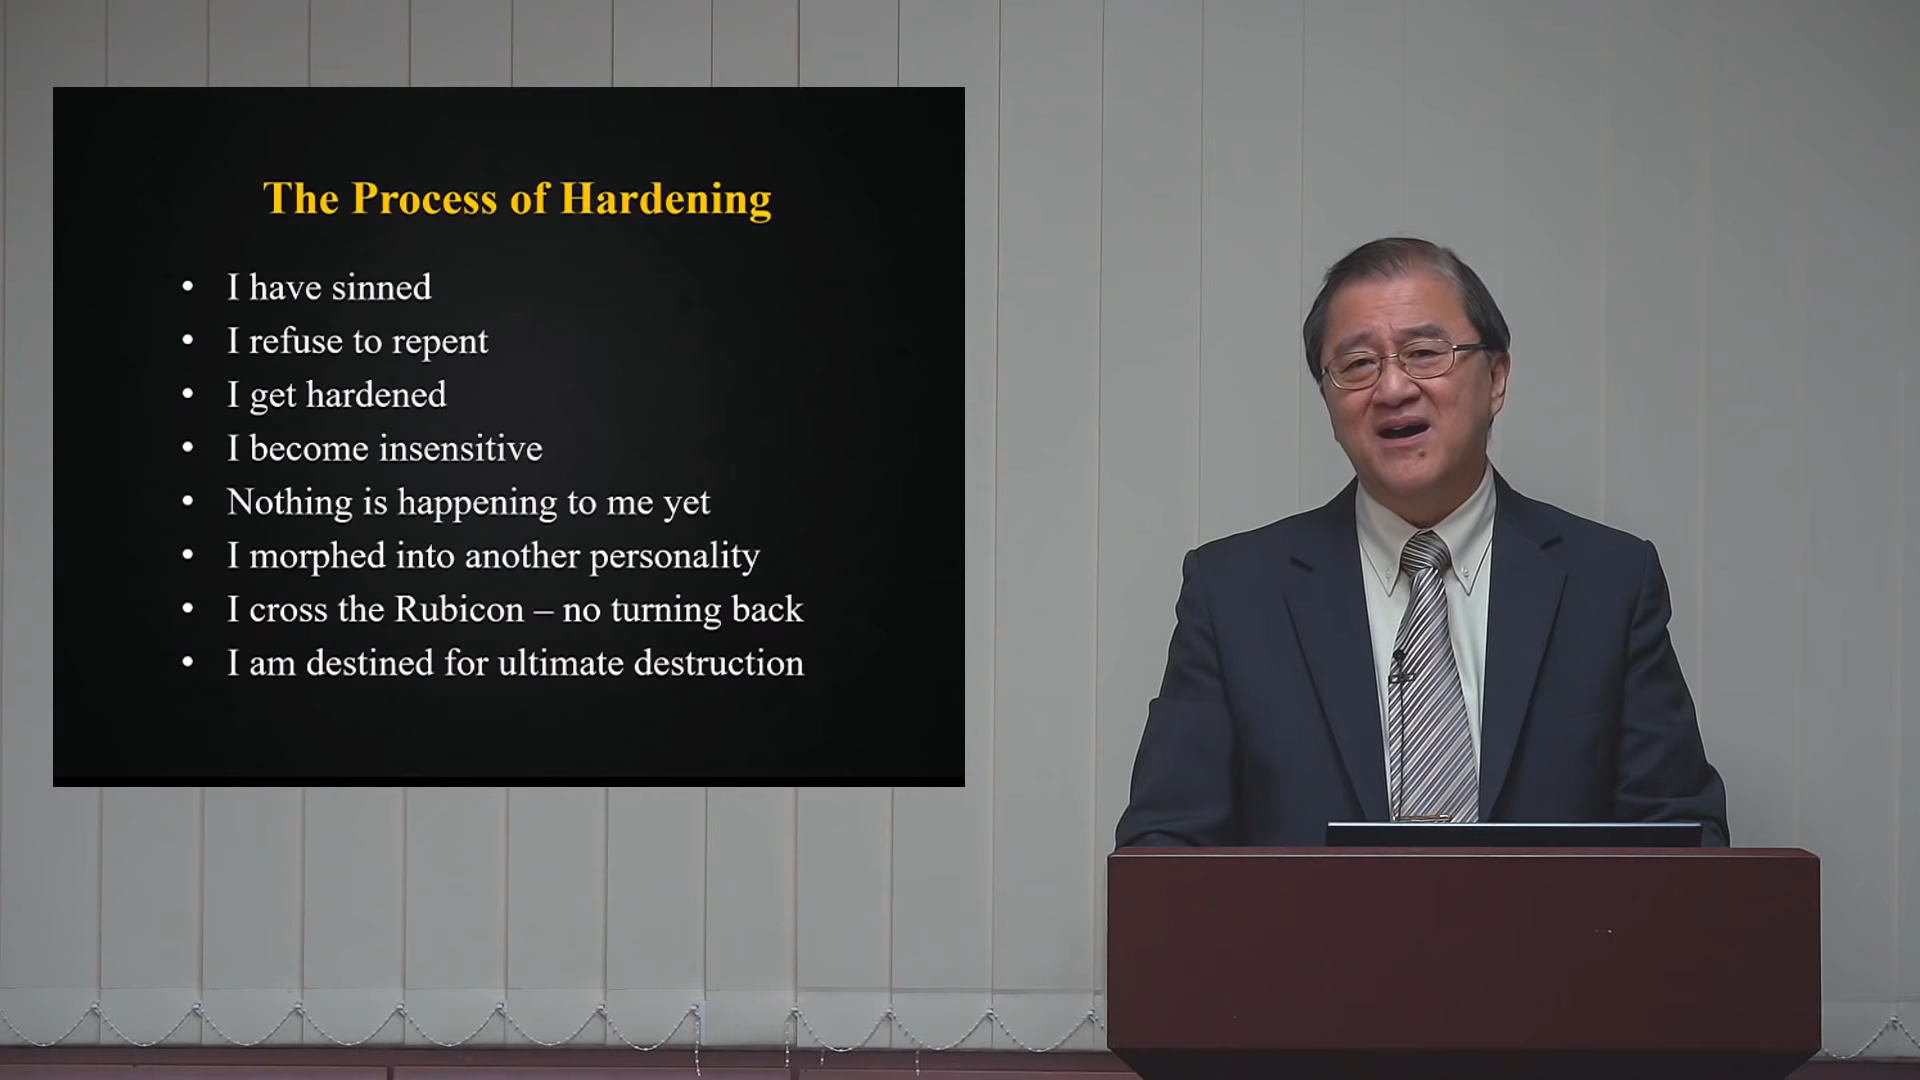 The Process of Hardening
• I have sinned
• I refuse to repent
• I get hardened
• I become insensitive
• Nothing is happening to me yet
• I morphed into another personality
• I cross the Rubicon – no turning back
• I am destined for ultimate destruction